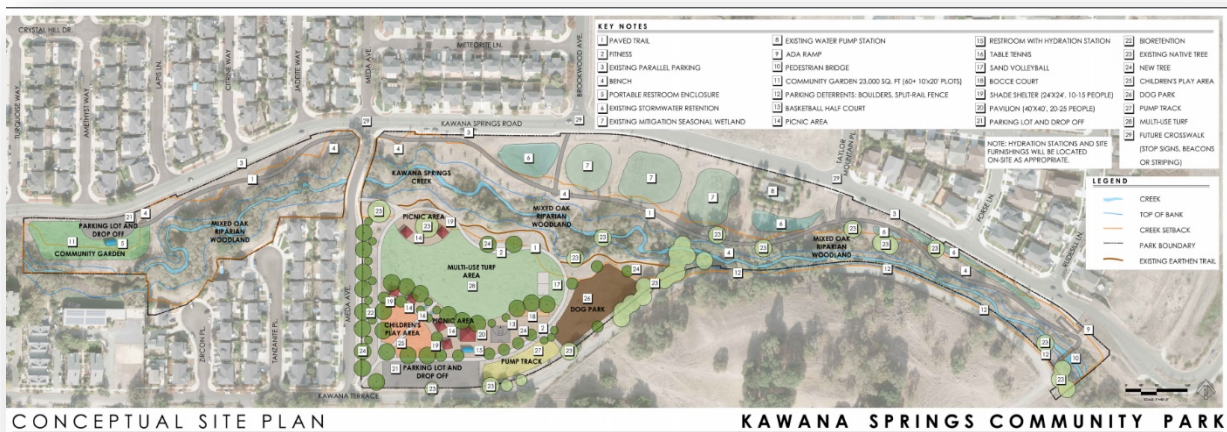 KEY NOTES
1 PAVED TRAIL
2 FITNESS
3 EXISTING PARALLEL PARKING
4 BENCH
5 PORTABLE RESTROOM ENCLOSURE
6 EXISTING STORMWATER RETENTION
7 EXISTING MITIGATION SEASONAL WETLAND
8 EXISTING WATER PUMP STATION
9 ADA RAMP
10 PEDESTRIAN BRIDGE
11 COMMUNITY GARDEN 23,000 SQ. FT (60+ 10'x20' PLOTS)
12 PARKING DETERRENTS: BOULDERS, SPLIT-RAIL FENCE
13 BASKETBALL HALF COURT
14 PICNIC AREA
15 RESTROOM WITH HYDRATION STATION
16 TABLE TENNIS
17 SAND VOLLEYBALL
18 BOCCE COURT
19 SHADE SHELTER (24'X24', 10-15 PEOPLE)
20 PAVILION (40'X40', 20-25 PEOPLE)
21 PARKING LOT AND DROP OFF
22 BIORETENTION
23 EXISTING NATIVE TREE
24 NEW TREE
25 CHILDREN'S PLAY AREA
26 DOG PARK
27 PUMP TRACK
28 MULTI-USE TURF
29 FUTURE CROSSWALK
(STOP SIGNS, BEACONS
OR STRIPING)
NOTE: HYDRATION STATIONS AND SITE
FURNISHINGS WILL BE LOCATED
ON-SITE AS APPROPRIATE.
LEGEND
CREEK
TOP OF BANK
CREEK SETBACK
PARK BOUNDARY
EXISTING EARTHEN TRAIL
CRYSTAL HILL DR.
TURQUOISE WAY
AMETHYST WAY
LAPIS LN.
CITRINE WAY
JADEITE WAY
MEDA AVE.
METEORITE LN.
BROOKWOOD AVE.
KAWANA SPRINGS ROAD
TAYLOR
MOUNTAIN PL.
FORSE LN.
RUDESILL LN.
KAWANA SPRINGS
CREEK
MIXED OAK
RIPARIAN
WOODLAND
PARKING LOT AND
DROP OFF
COMMUNITY GARDEN
PICNIC AREA
MIXED OAK
RIPARIAN
WOODLAND
MIXED OAK
RIPARIAN
WOODLAND
MULTI-USE TURF
AREA
28
DOG PARK
26
PICNIC AREA
CHILDREN'S
PLAY AREA
25
PUMP TRACK
27
PARKING LOT AND
DROP OFF
21
ZIRCON PL.
TANZANITE PL.
MEDA AVE.
KAWANA TERRACE
CONCEPTUAL SITE PLAN
KAWANA SPRINGS COMMUNITY PARK